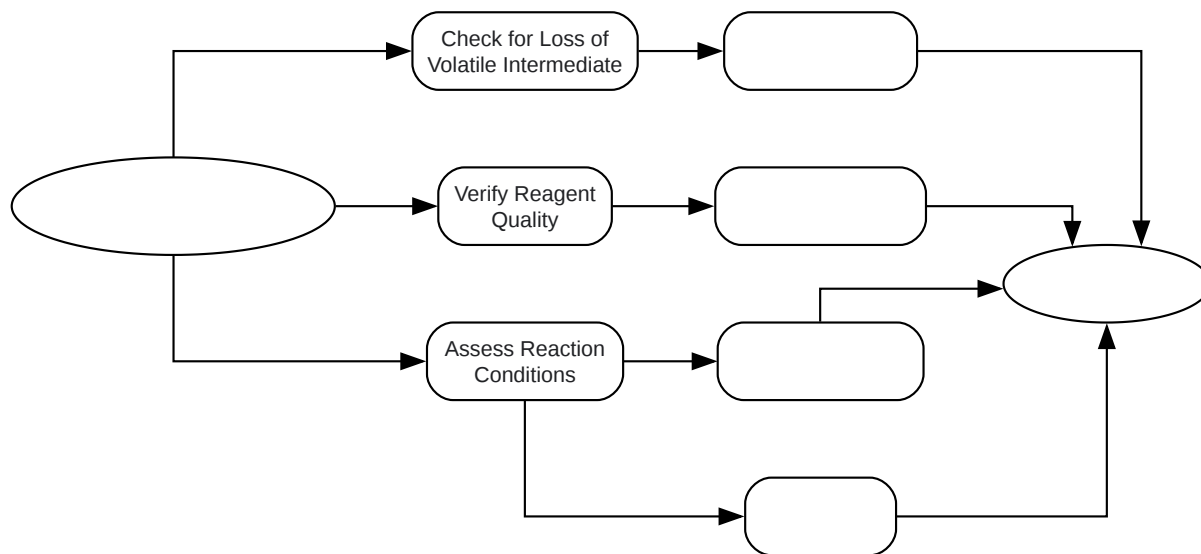 Check for Loss of
Volatile Intermediate
Verify Reagent
Quality
Assess Reaction
Conditions